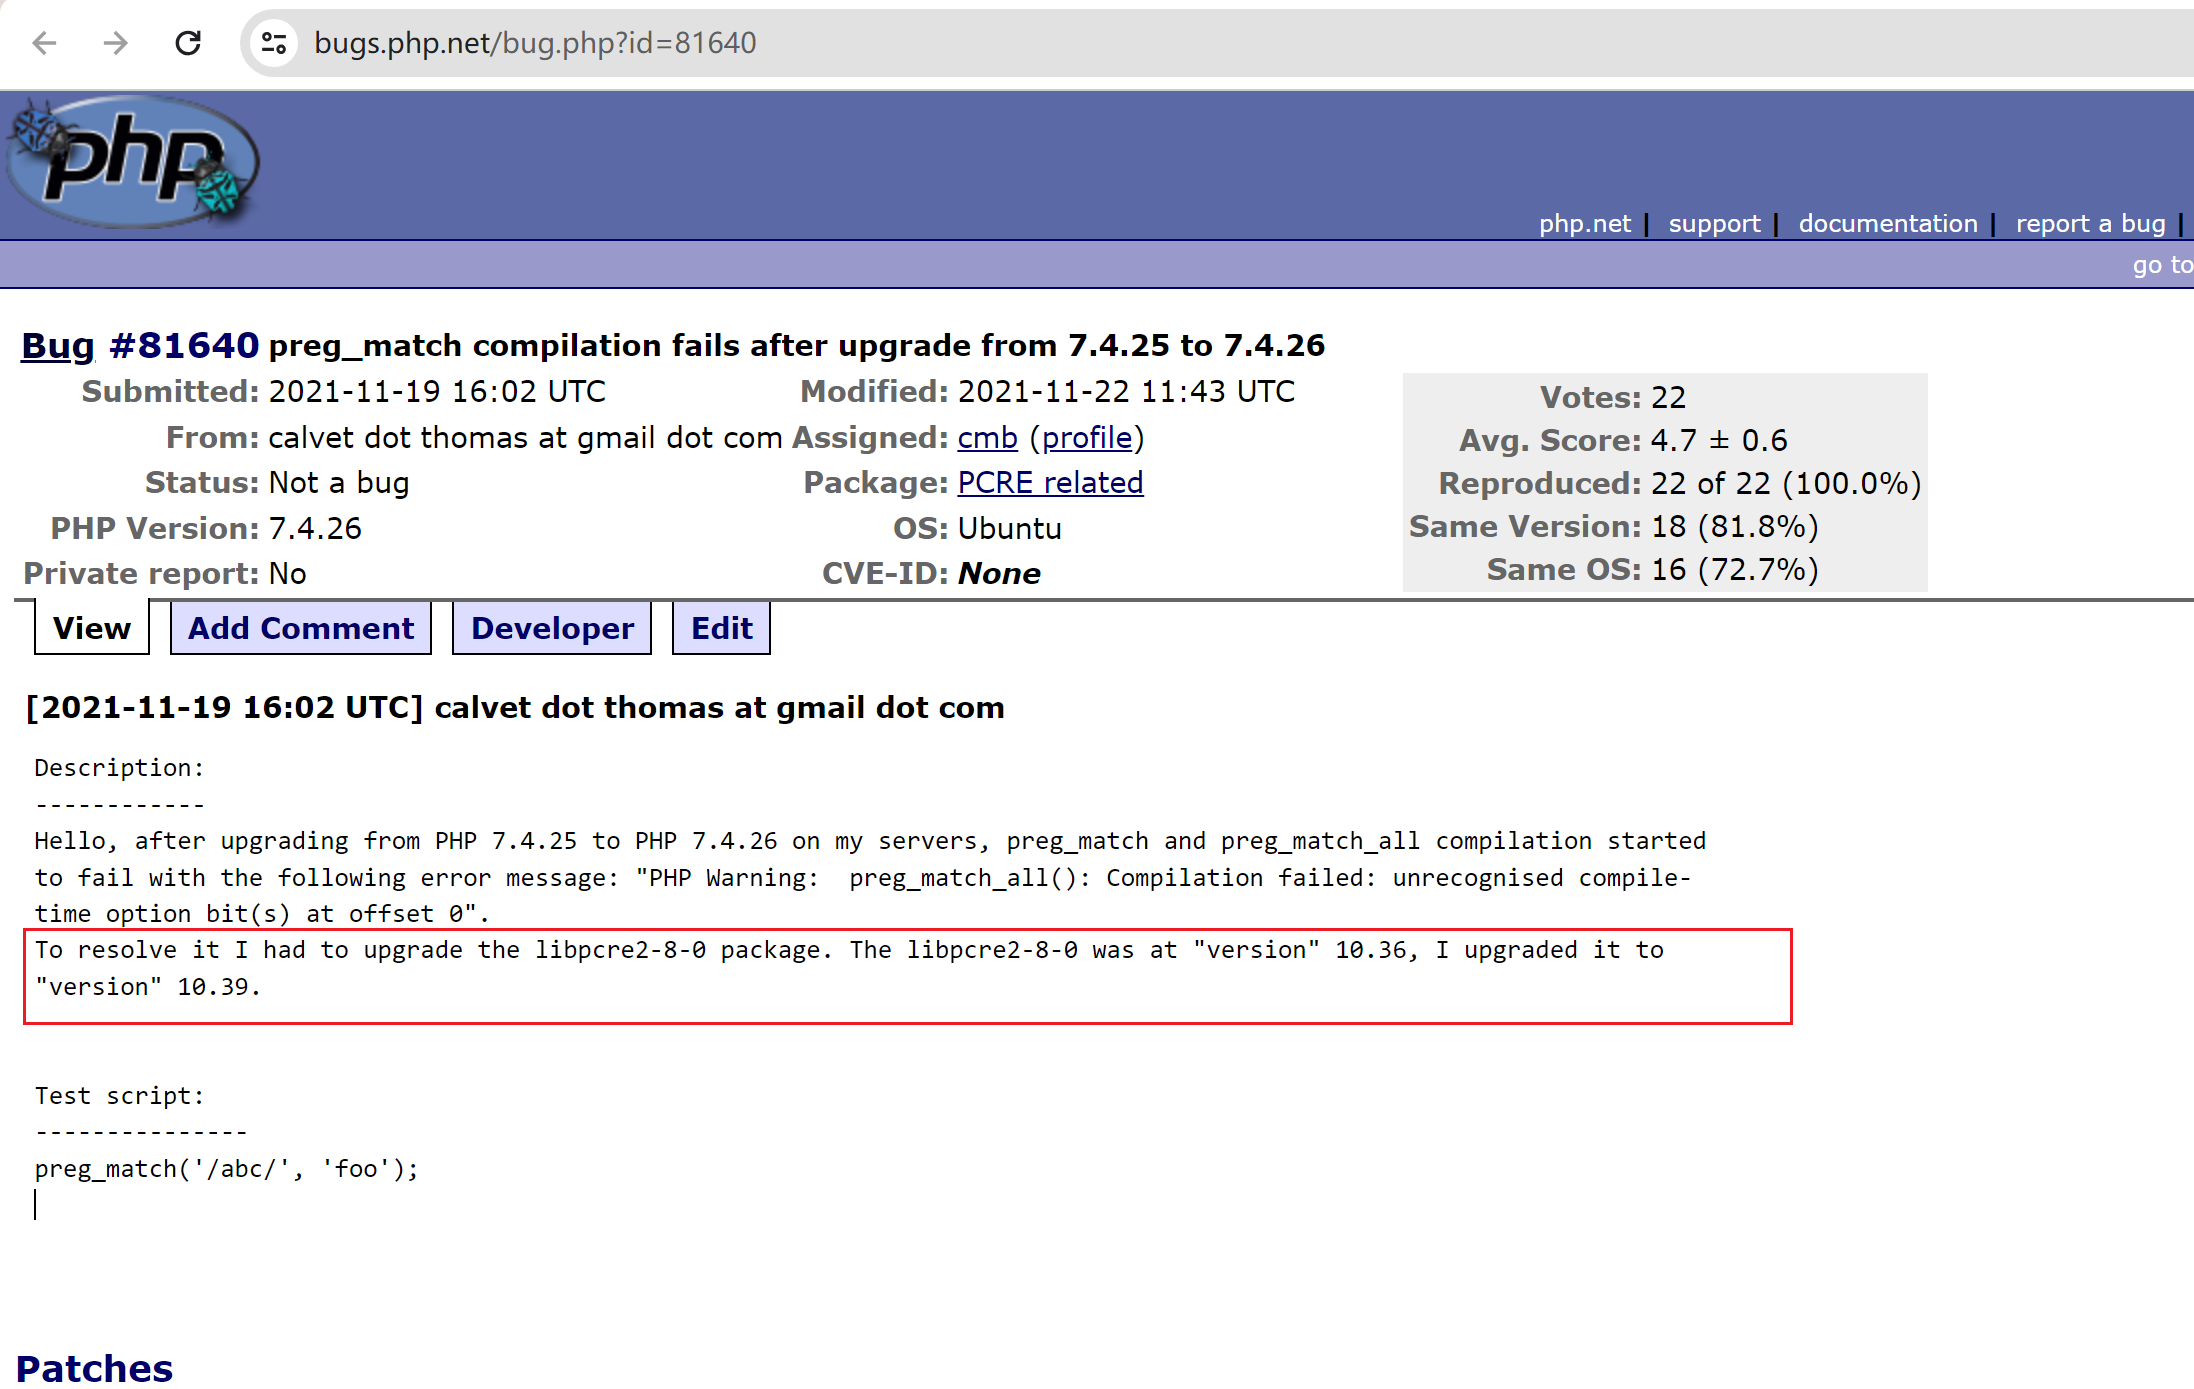 bugs.php.net/bug.php?id=81640
php
php.net | support | documentation | report a bug |
go to
Bug #81640 preg_match compilation fails after upgrade from 7.4.25 to 7.4.26
Submitted: 2021-11-19 16:02 UTC Modified: 2021-11-22 11:43 UTC
From: calvet dot thomas at gmail dot com Assigned: cmb (profile)
Status: Not a bug Package: PCRE related
PHP Version: 7.4.26 OS: Ubuntu
Private report: No CVE-ID: None
Votes: 22
Avg. Score: 4.7 ± 0.6
Reproduced: 22 of 22 (100.0%)
Same Version: 18 (81.8%)
Same OS: 16 (72.7%)
View Add Comment Developer Edit
[2021-11-19 16:02 UTC] calvet dot thomas at gmail dot com
Description:
------------
Hello, after upgrading from PHP 7.4.25 to PHP 7.4.26 on my servers, preg_match and preg_match_all compilation started
to fail with the following error message: "PHP Warning:  preg_match_all(): Compilation failed: unrecognised compile-
time option bit(s) at offset 0".
To resolve it I had to upgrade the libpcre2-8-0 package. The libpcre2-8-0 was at "version" 10.36, I upgraded it to
"version" 10.39.
Test script:
---------------
preg_match('/abc/', 'foo');
Patches